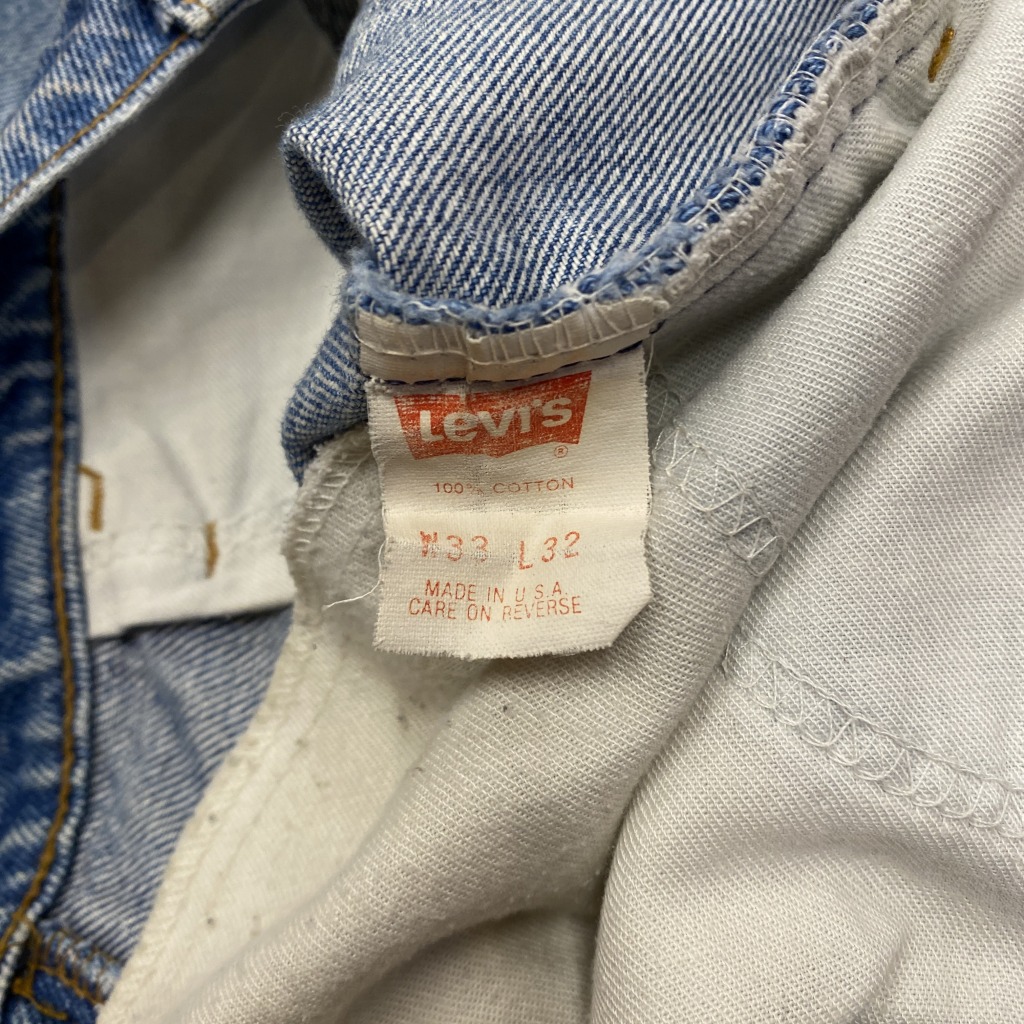 Levi's ®
100% COTTON
W33 L32
MADE IN U.S.A.
CARE ON REVERSE